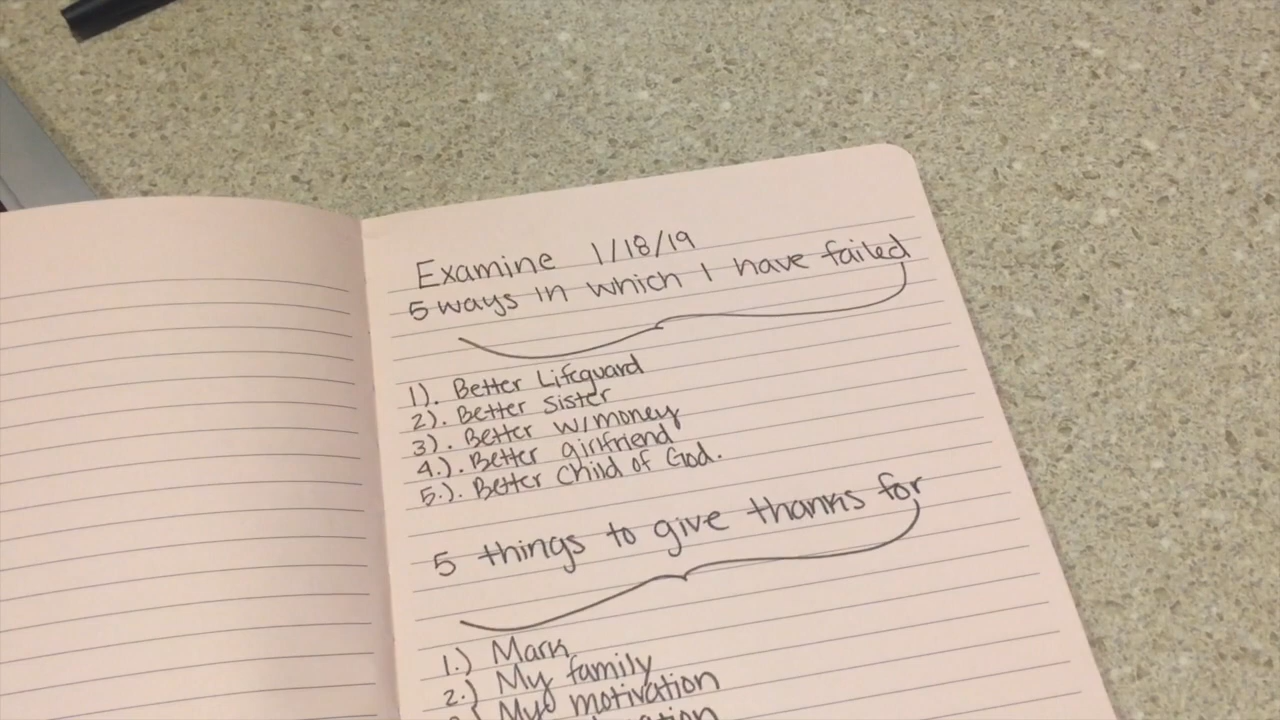 Examine 1/18/19
5 ways in which I have failed
1). Better Lifeguard
2). Better Sister
3). Better w/money
4.). Better girlfriend
5.). Better Child of God.
5 things to give thanks for
1.) Mark
2.) My family
My motivation